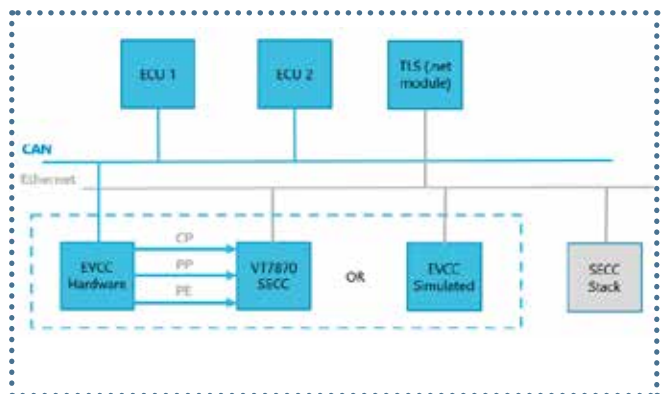 ECU 1
ECU 2
TLS (.net
module)
CAN
Ethernet
CP
EVCC
Hardware
PP
VT7870
SECC
OR
EVCC
Simulated
SECC
Stack
PE